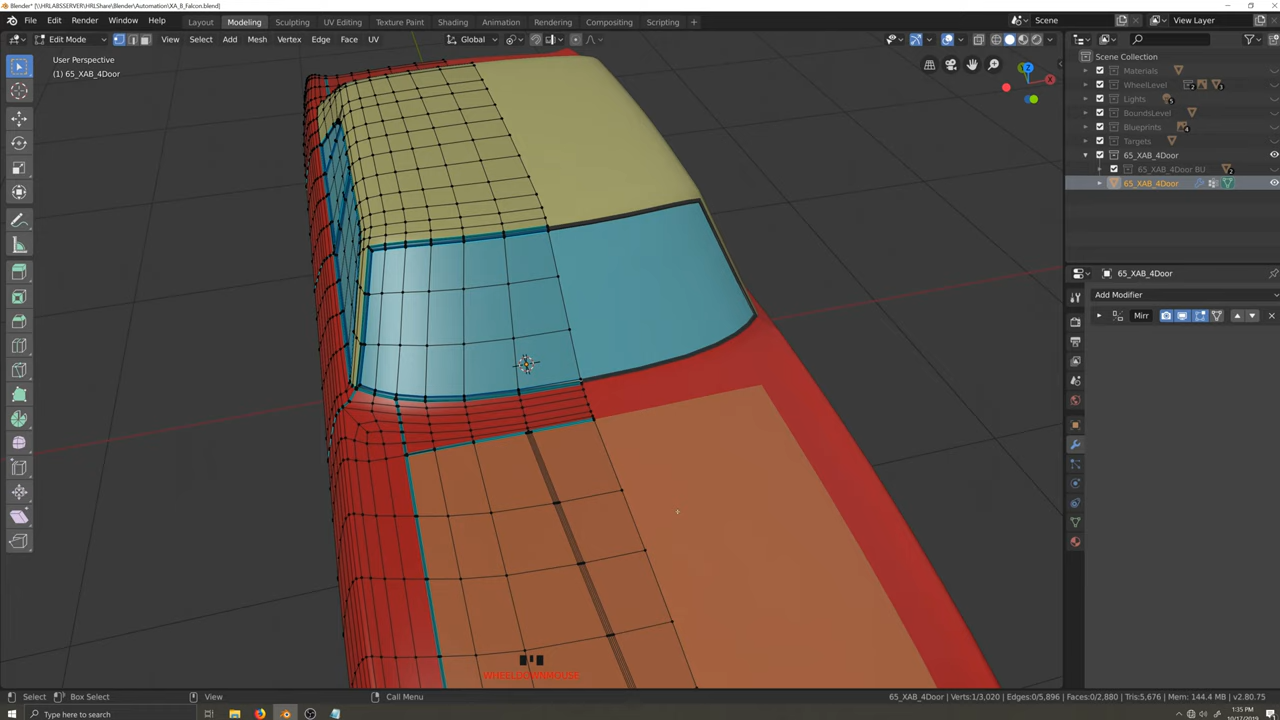 Blender* [\\HRLABSSERVER\HRLShare\Blender\Automation\XA_B_Falcon.blend]
File Edit Render Window Help Layout Modeling Sculpting UV Editing Texture Paint Shading Animation Rendering Compositing Scripting + Scene View Layer
Edit Mode View Select Add Mesh Vertex Edge Face UV Global
User Perspective
(1) 65_XAB_4Door
Z
X
Scene Collection
Materials
WheelLevel
Lights
BoundsLevel
Blueprints
Targets
65_XAB_4Door
65_XAB_4Door BU
65_XAB_4Door
65_XAB_4Door
Add Modifier
Mirr
WHEELDOWNMOUSE
Select Box Select View Call Menu 65_XAB_4Door | Verts:1/3,020 | Edges:0/5,896 | Faces:0/2,880 | Tris:5,676 | Mem: 144.4 MB | v2.80.75
Type here to search
1:35 PM
10/17/2019